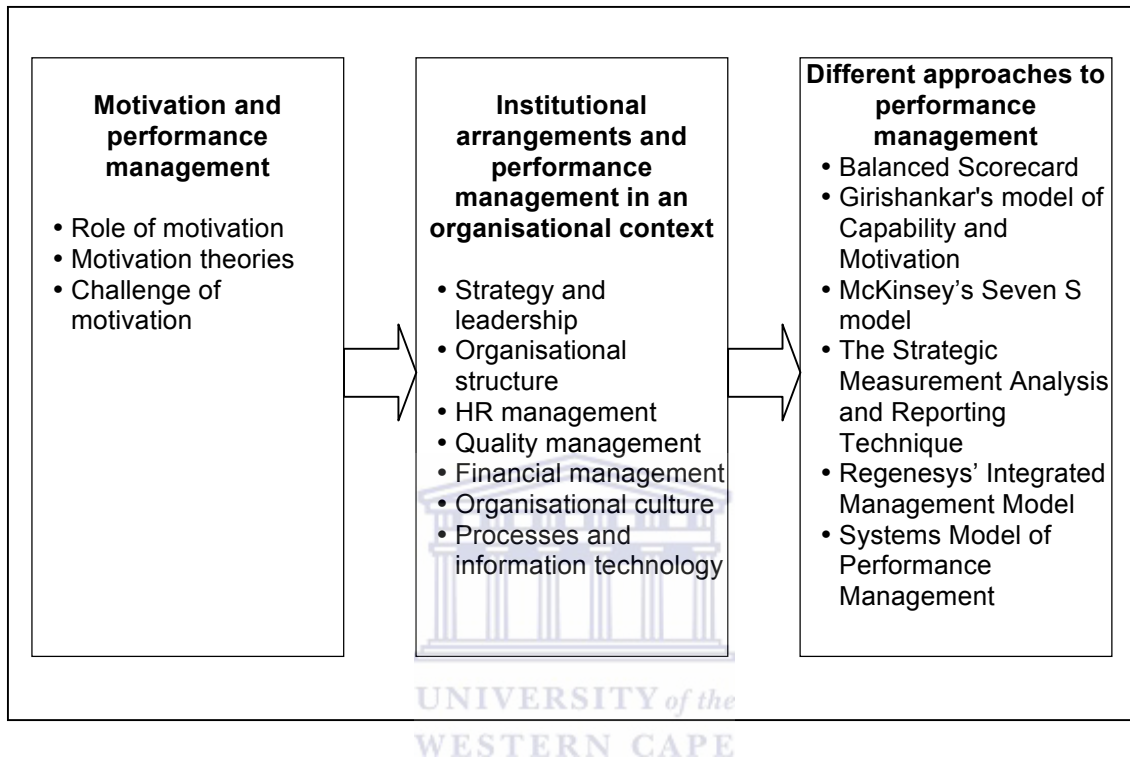 Motivation and
performance
management
• Role of motivation
• Motivation theories
• Challenge of
motivation
Institutional
arrangements and
performance
management in an
organisational context
• Strategy and
leadership
• Organisational
structure
• HR management
• Quality management
• Financial management
• Organisational culture
• Processes and
information technology
Different approaches to
performance
management
• Balanced Scorecard
• Girishankar's model of
Capability and
Motivation
• McKinsey’s Seven S
model
• The Strategic
Measurement Analysis
and Reporting
Technique
• Regenesys’ Integrated
Management Model
• Systems Model of
Performance
Management
UNIVERSITY of the
WESTERN CAPE